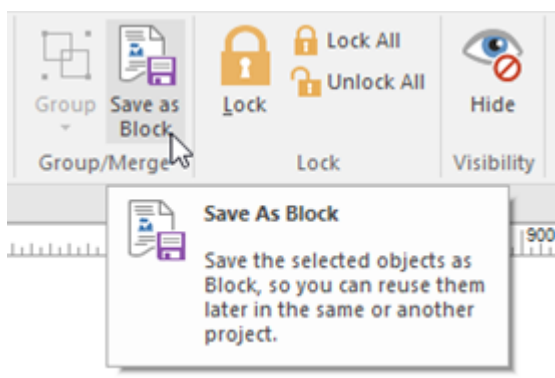 Group
Save as
Block
Group/Merge
Lock
Lock All
Unlock All
Lock
Hide
Visibility
900
Save As Block
Save the selected objects as
Block, so you can reuse them
later in the same or another
project.